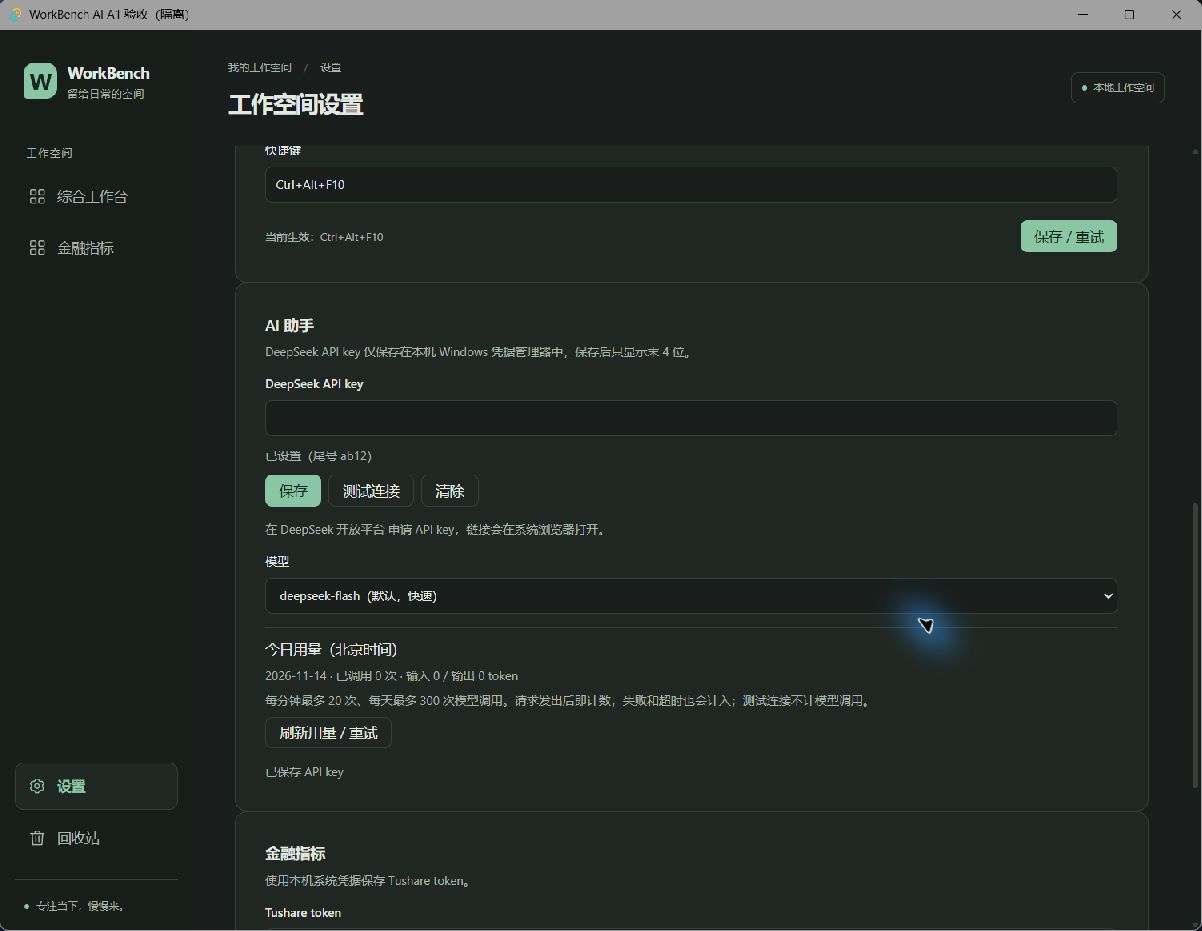 WorkBench AI A1 验收（隔离）
W
WorkBench
留给日常的空间
工作空间
综合工作台
金融指标
设置
回收站
专注当下，慢慢来。
我的工作空间 / 设置
工作空间设置
本地工作空间
快捷键
Ctrl+Alt+F10
当前生效：Ctrl+Alt+F10
保存 / 重试
AI 助手
DeepSeek API key 仅保存在本机 Windows 凭据管理器中，保存后只显示末 4 位。
DeepSeek API key
已设置（尾号 ab12）
保存
测试连接
清除
在 DeepSeek 开放平台 申请 API key，链接会在系统浏览器打开。
模型
deepseek-flash（默认，快速）
今日用量（北京时间）
2026-11-14 · 已调用 0 次 · 输入 0 / 输出 0 token
每分钟最多 20 次、每天最多 300 次模型调用。请求发出后即计数，失败和超时也会计入；测试连接不计模型调用。
刷新用量 / 重试
已保存 API key
金融指标
使用本机系统凭据保存 Tushare token。
Tushare token